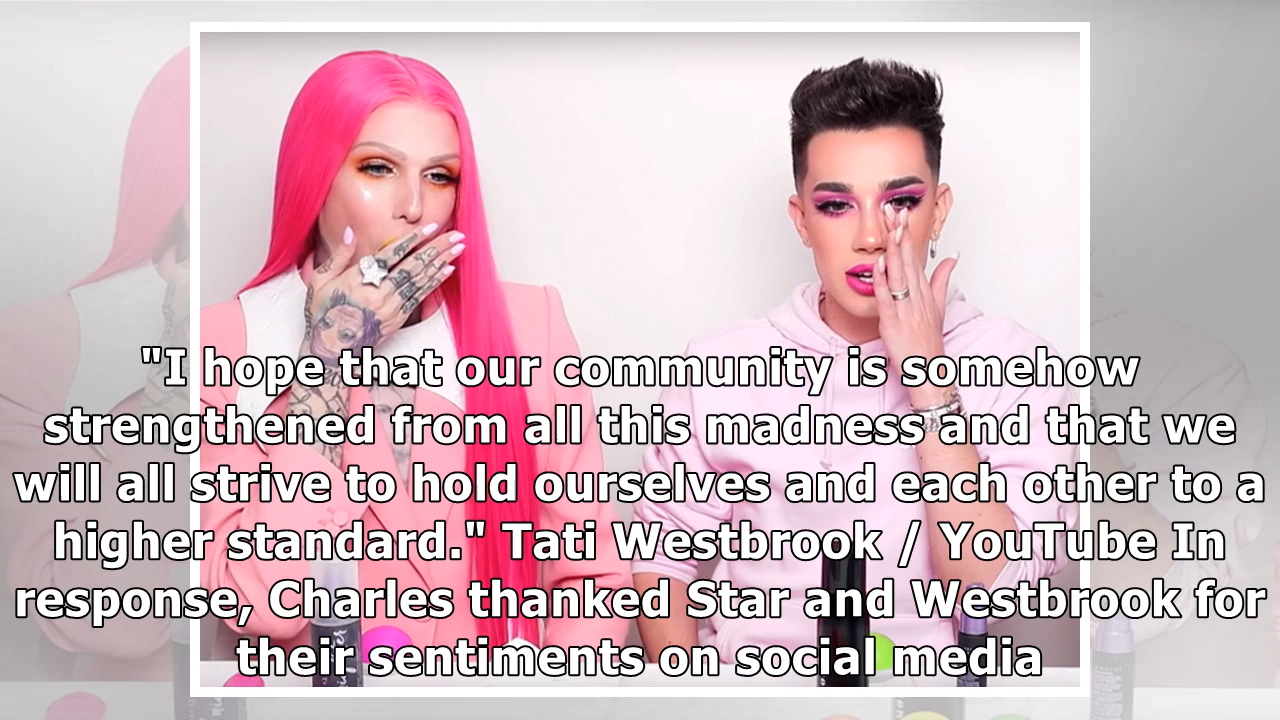 "I hope that our community is somehow
strengthened from all this madness and that we
will all strive to hold ourselves and each other to a
higher standard." Tati Westbrook / YouTube In
response, Charles thanked Star and Westbrook for
their sentiments on social media